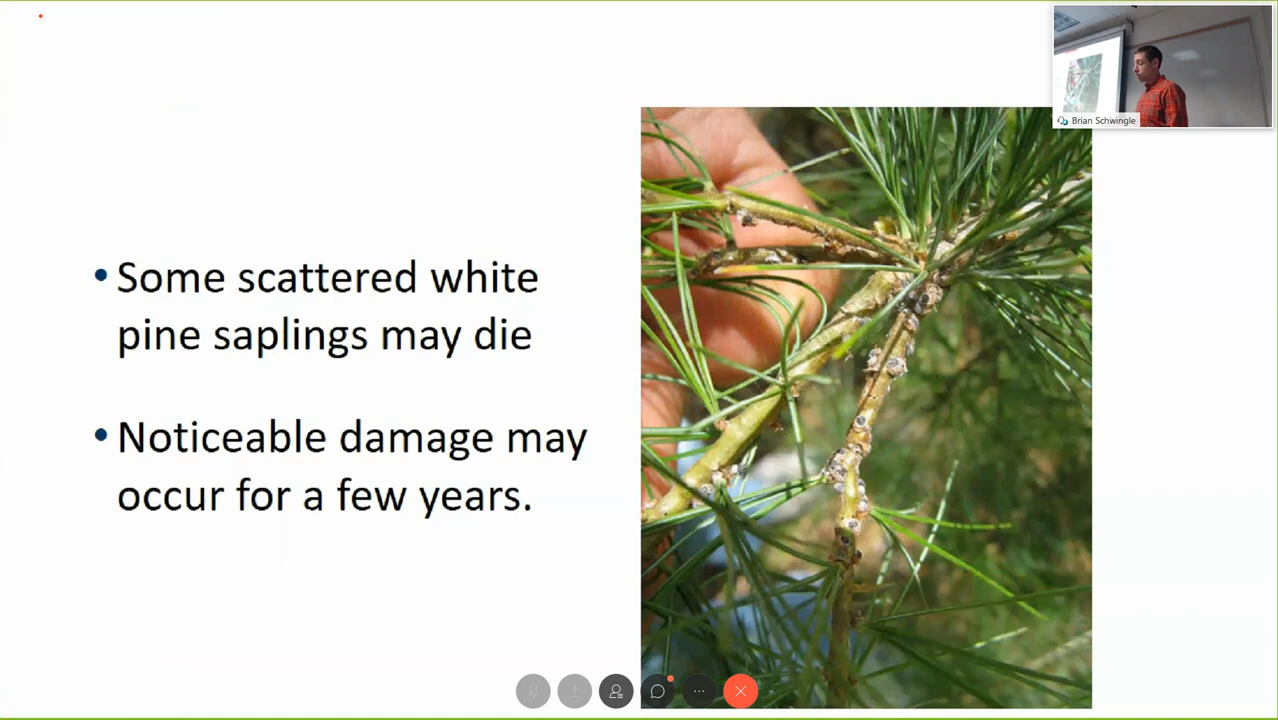 Brian Schwingle
• Some scattered white
pine saplings may die
• Noticeable damage may
occur for a few years.